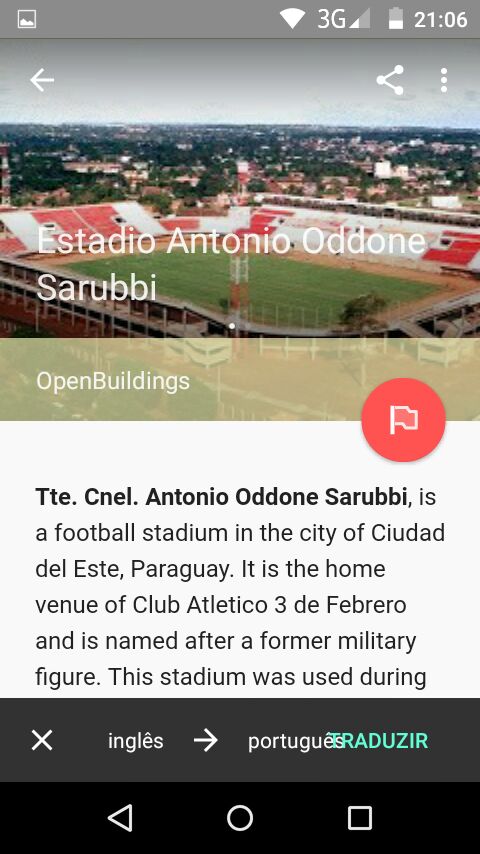 3G 21:06
Estadio Antonio Oddone
Sarubbi
OpenBuildings
Tte. Cnel. Antonio Oddone Sarubbi, is
a football stadium in the city of Ciudad
del Este, Paraguay. It is the home
venue of Club Atletico 3 de Febrero
and is named after a former military
figure. This stadium was used during
inglês português TRADUZIR